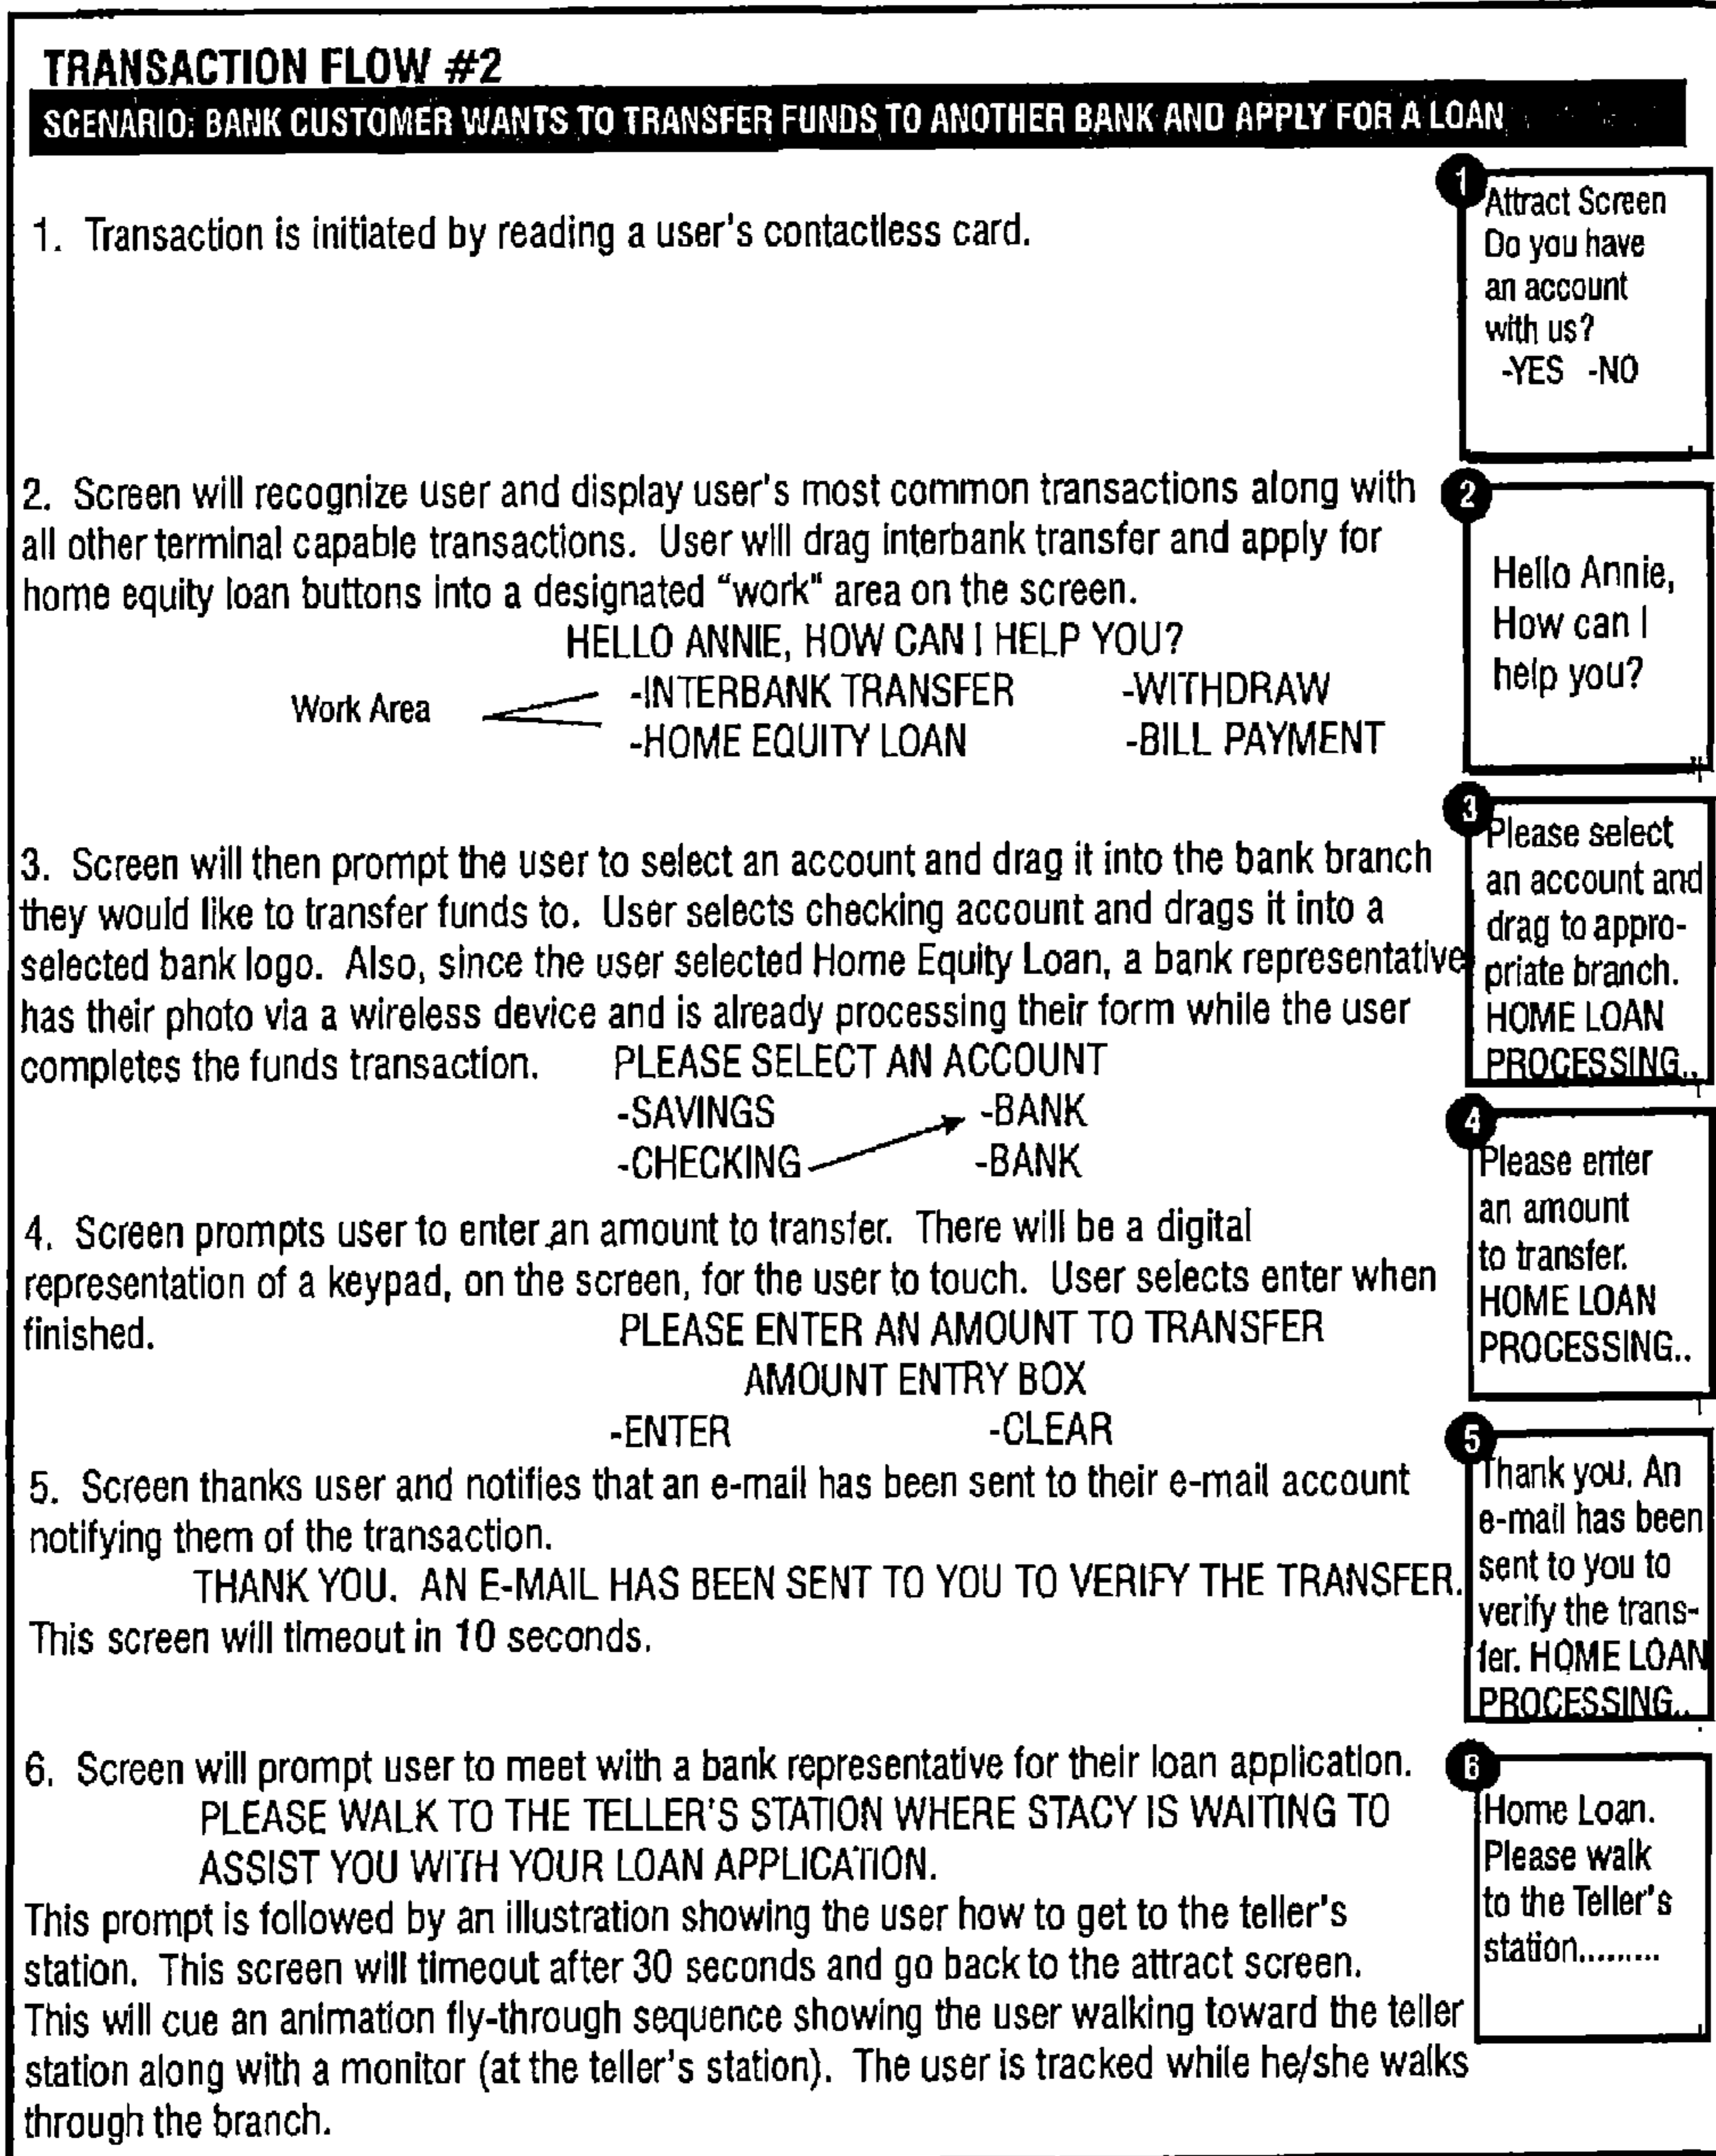 TRANSACTION FLOW #2
SCENARIO: BANK CUSTOMER WANTS TO TRANSFER FUNDS TO ANOTHER BANK AND APPLY FOR A LOAN
1. Transaction is initiated by reading a user's contactless card.
1
Attract Screen
Do you have
an account
with us?
-YES -NO
2. Screen will recognize user and display user's most common transactions along with
all other terminal capable transactions. User will drag interbank transfer and apply for
home equity loan buttons into a designated "work" area on the screen.
HELLO ANNIE, HOW CAN I HELP YOU?
Work Area
-INTERBANK TRANSFER -WITHDRAW
-HOME EQUITY LOAN -BILL PAYMENT
2
Hello Annie,
How can I
help you?
3. Screen will then prompt the user to select an account and drag it into the bank branch
they would like to transfer funds to. User selects checking account and drags it into a
selected bank logo. Also, since the user selected Home Equity Loan, a bank representative
has their photo via a wireless device and is already processing their form while the user
completes the funds transaction. PLEASE SELECT AN ACCOUNT
-SAVINGS -BANK
-CHECKING -BANK
3
Please select
an account and
drag to appro-
priate branch.
HOME LOAN
PROCESSING..
4. Screen prompts user to enter an amount to transfer. There will be a digital
representation of a keypad, on the screen, for the user to touch. User selects enter when
finished. PLEASE ENTER AN AMOUNT TO TRANSFER
AMOUNT ENTRY BOX
-ENTER -CLEAR
4
Please enter
an amount
to transfer.
HOME LOAN
PROCESSING..
5. Screen thanks user and notifies that an e-mail has been sent to their e-mail account
notifying them of the transaction.
THANK YOU. AN E-MAIL HAS BEEN SENT TO YOU TO VERIFY THE TRANSFER.
This screen will timeout in 10 seconds.
5
Thank you. An
e-mail has been
sent to you to
verify the trans-
fer. HOME LOAN
PROCESSING..
6. Screen will prompt user to meet with a bank representative for their loan application.
PLEASE WALK TO THE TELLER'S STATION WHERE STACY IS WAITING TO
ASSIST YOU WITH YOUR LOAN APPLICATION.
This prompt is followed by an illustration showing the user how to get to the teller's
station. This screen will timeout after 30 seconds and go back to the attract screen.
This will cue an animation fly-through sequence showing the user walking toward the teller
station along with a monitor (at the teller's station). The user is tracked while he/she walks
through the branch.
6
Home Loan.
Please walk
to the Teller's
station.........